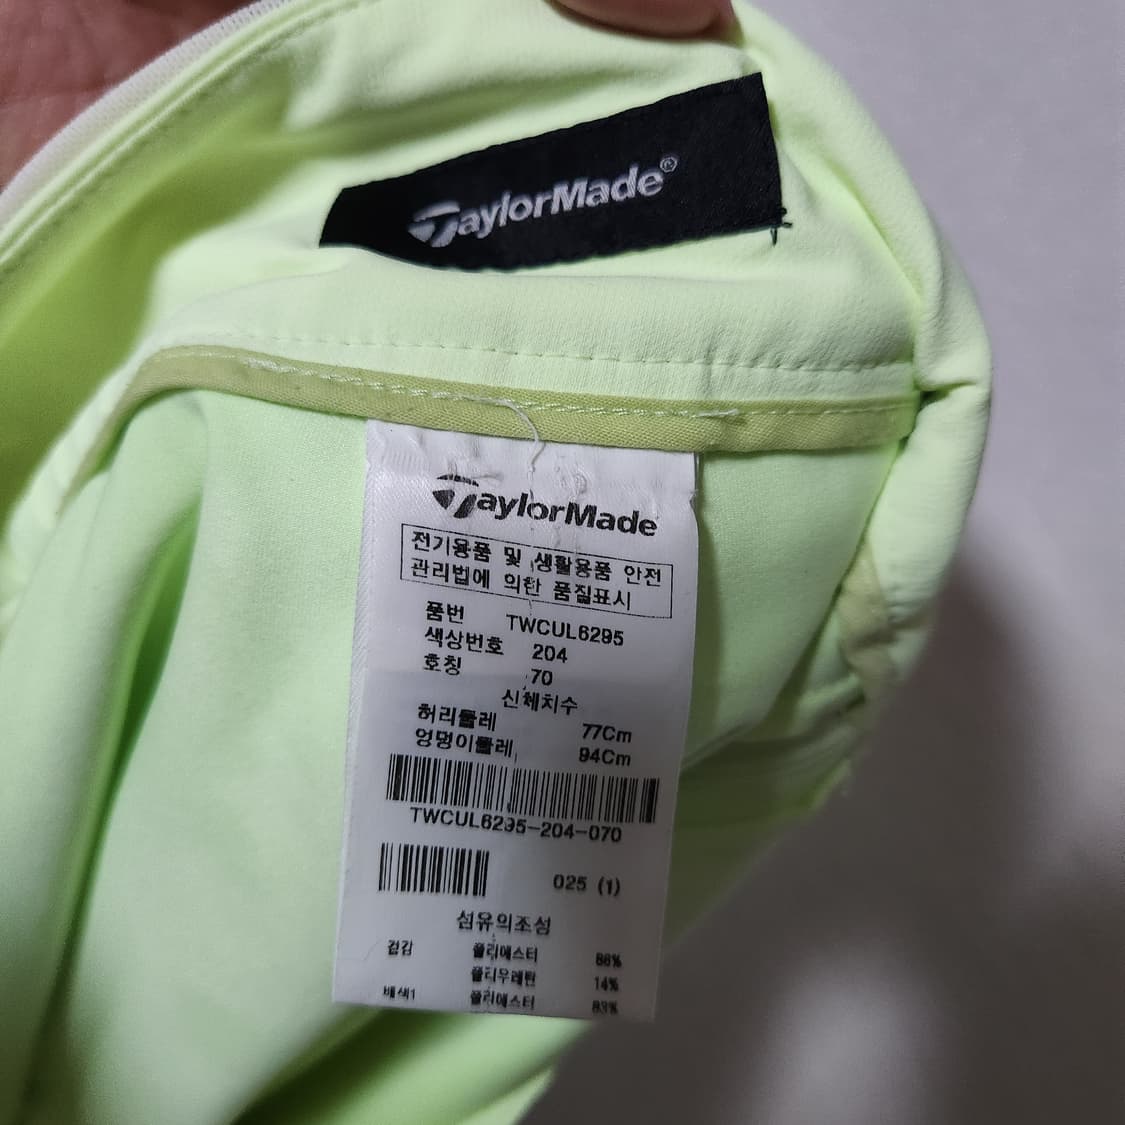 TaylorMade®
TaylorMade
전기용품 및 생활용품 안전
관리법에 의한 품질표시
품번 TWCUL6295
색상번호 204
호칭 70
신체치수
허리둘레 77Cm
엉덩이둘레 94Cm
TWCUL6295-204-070
025 (1)
섬유의조성
겉감 폴리에스터 86%
폴리우레탄 14%
배색1 폴리에스터 83%